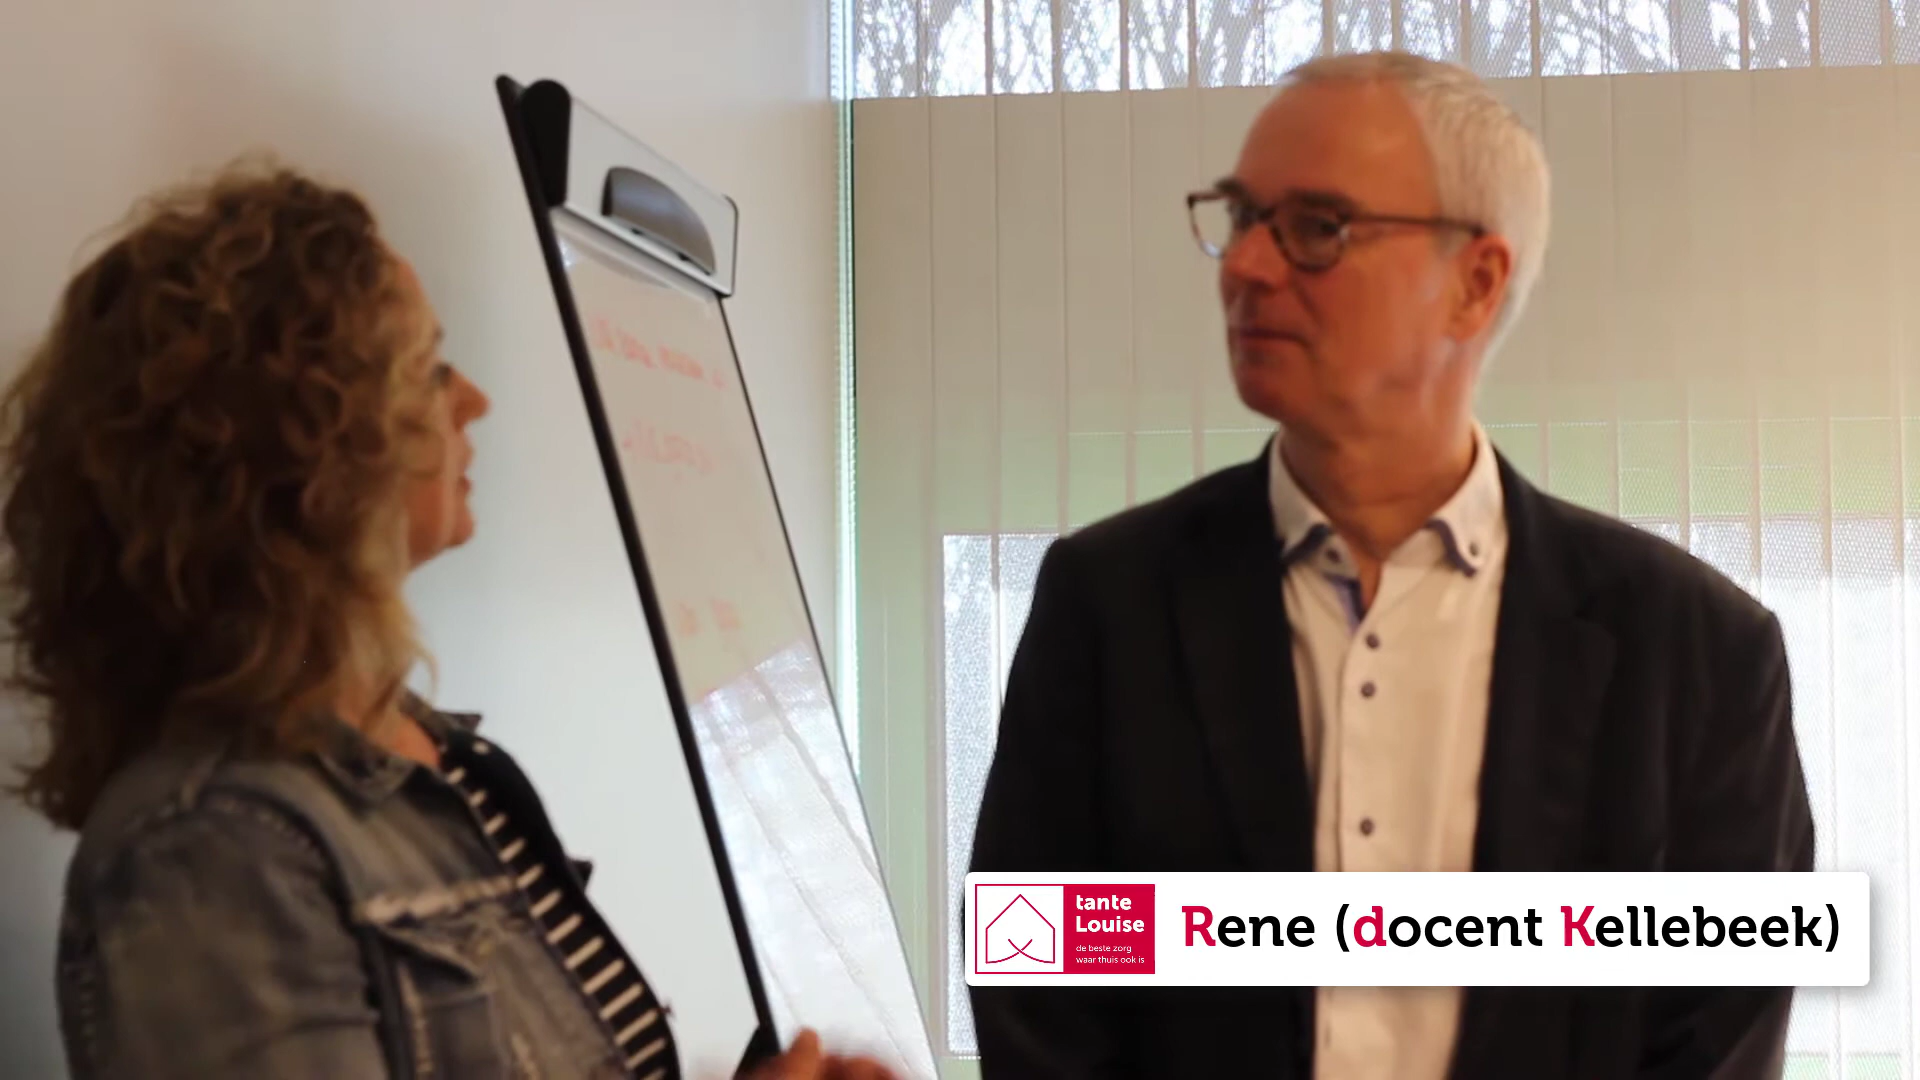 tante
Louise
de beste zorg
waar thuis ook is
Rene (docent Kellebeek)